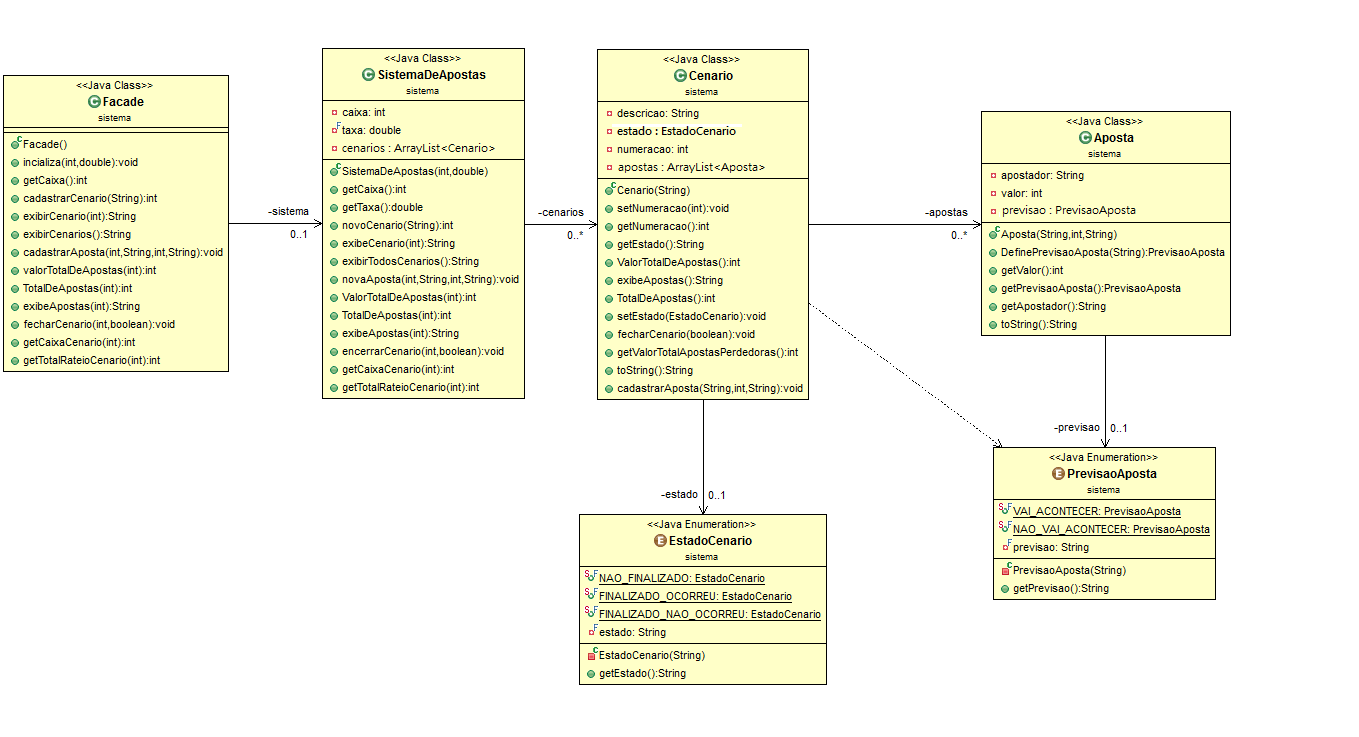 <<Java Class>>
Facade
sistema
Facade()
incializa(int,double):void
getCaixa():int
cadastrarCenario(String):int
exibirCenario(int):String
exibirCenarios():String
cadastrarAposta(int,String,int,String):void
valorTotalDeApostas(int):int
TotalDeApostas(int):int
exibeApostas(int):String
fecharCenario(int,boolean):void
getCaixaCenario(int):int
getTotalRateioCenario(int):int
-sistema
0..1
<<Java Class>>
SistemaDeApostas
sistema
caixa: int
taxa: double
cenarios : ArrayList<Cenario>
SistemaDeApostas(int,double)
getCaixa():int
getTaxa():double
novoCenario(String):int
exibeCenario(int):String
exibirTodosCenarios():String
novaAposta(int,String,int,String):void
ValorTotalDeApostas(int):int
TotalDeApostas(int):int
exibeApostas(int):String
encerrarCenario(int,boolean):void
getCaixaCenario(int):int
getTotalRateioCenario(int):int
-cenarios
0..*
<<Java Class>>
Cenario
sistema
descricao: String
estado : EstadoCenario
numeracao: int
apostas : ArrayList<Aposta>
Cenario(String)
setNumeracao(int):void
getNumeracao():int
getEstado():String
ValorTotalDeApostas():int
exibeApostas():String
TotalDeApostas():int
setEstado(EstadoCenario):void
fecharCenario(boolean):void
getValorTotalApostasPerdedoras():int
toString():String
cadastrarAposta(String,int,String):void
-apostas
0..*
<<Java Class>>
Aposta
sistema
apostador: String
valor: int
previsao : PrevisaoAposta
Aposta(String,int,String)
DefinePrevisaoAposta(String):PrevisaoAposta
getValor():int
getPrevisaoAposta():PrevisaoAposta
getApostador():String
toString():String
-previsao
0..1
<<Java Enumeration>>
PrevisaoAposta
sistema
VAI_ACONTECER: PrevisaoAposta
NAO_VAI_ACONTECER: PrevisaoAposta
previsao: String
PrevisaoAposta(String)
getPrevisao():String
-estado
0..1
<<Java Enumeration>>
EstadoCenario
sistema
NAO_FINALIZADO: EstadoCenario
FINALIZADO_OCORREU: EstadoCenario
FINALIZADO_NAO_OCORREU: EstadoCenario
estado: String
EstadoCenario(String)
getEstado():String